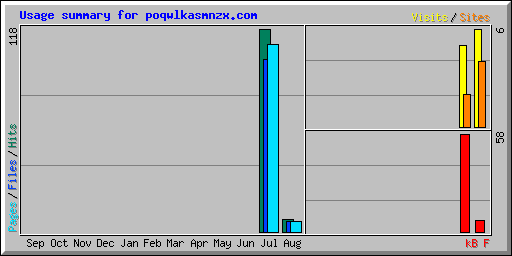 Usage summary for poqwlkasmnzx.com
Visits/Sites
118
6
58
Pages/Files/Hits
Sep Oct Nov Dec Jan Feb Mar Apr May Jun Jul Aug
kB F